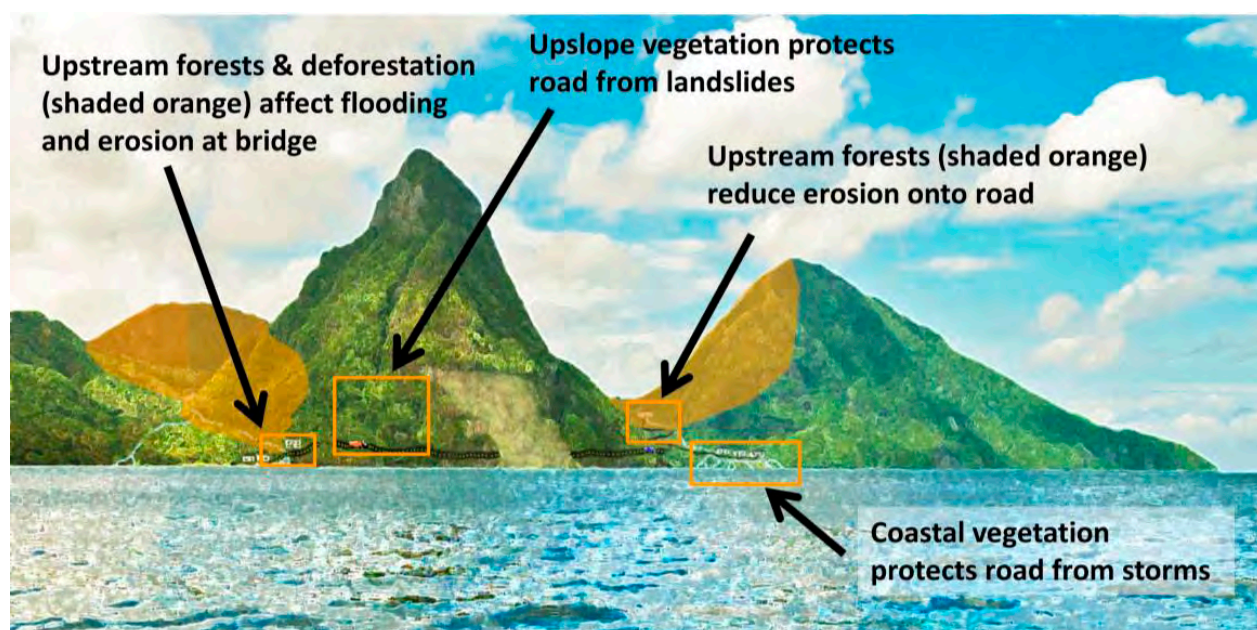 Upstream forests & deforestation
(shaded orange) affect flooding
and erosion at bridge
Upslope vegetation protects
road from landslides
Upstream forests (shaded orange)
reduce erosion onto road
Coastal vegetation
protects road from storms